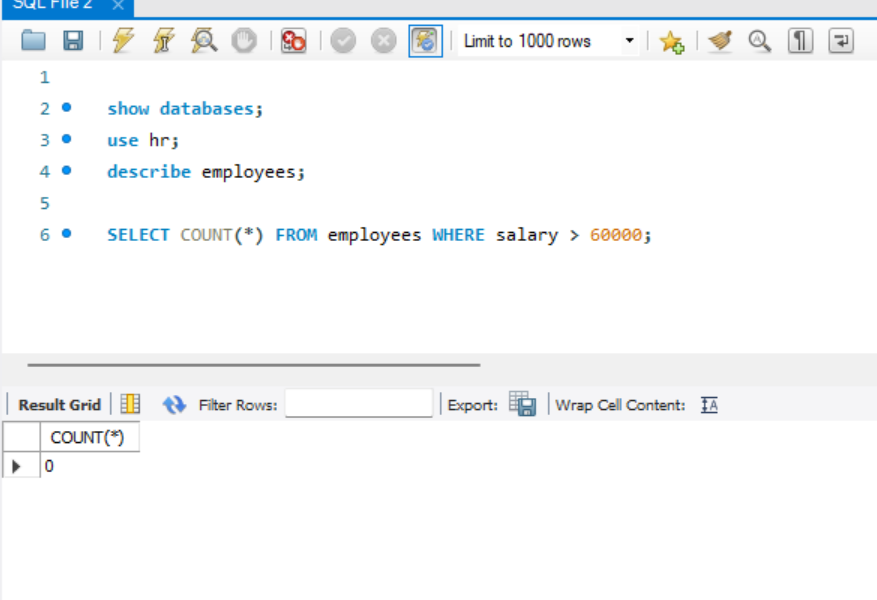 SQL File 2
Limit to 1000 rows
1
2 show databases;
3 use hr;
4 describe employees;
5
6 SELECT COUNT(*) FROM employees WHERE salary > 60000;
Result Grid Filter Rows: Export: Wrap Cell Content:
COUNT(*)
0